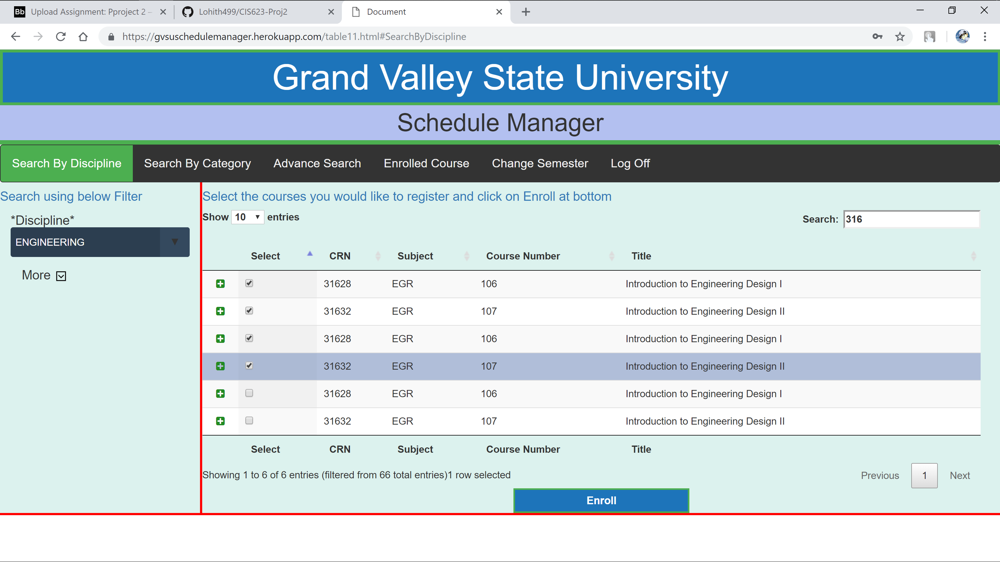 Bb Upload Assignment: Pproject 2 – Lohith499/CIS623-Proj2 Document
https://gvsuschedulemanager.herokuapp.com/table11.html#SearchByDiscipline
Grand Valley State University
Schedule Manager
Search By Discipline Search By Category Advance Search Enrolled Course Change Semester Log Off
Search using below Filter
*Discipline*
ENGINEERING
More
Select the courses you would like to register and click on Enroll at bottom
Show 10 entries
Search: 316
Select CRN Subject Course Number Title
31628 EGR 106 Introduction to Engineering Design I
31632 EGR 107 Introduction to Engineering Design II
31628 EGR 106 Introduction to Engineering Design I
31632 EGR 107 Introduction to Engineering Design II
31628 EGR 106 Introduction to Engineering Design I
31632 EGR 107 Introduction to Engineering Design II
Select CRN Subject Course Number Title
Showing 1 to 6 of 6 entries (filtered from 66 total entries)1 row selected
Previous 1 Next
Enroll